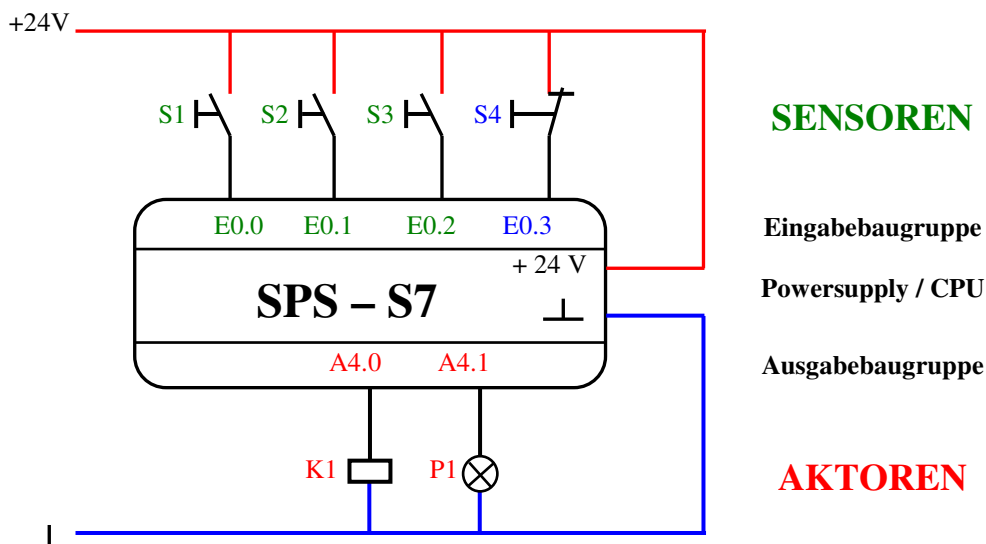 +24V
S1 S2 S3 S4
SENSOREN
E0.0 E0.1 E0.2 E0.3
Eingabebaugruppe
+ 24 V
SPS – S7
Powersupply / CPU
A4.0 A4.1
Ausgabebaugruppe
K1 P1
AKTOREN